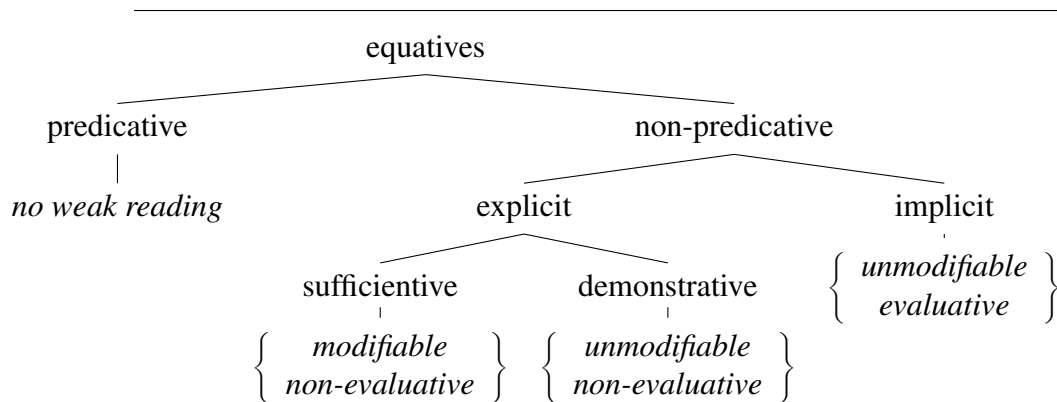 equatives
predicative non-predicative
no weak reading explicit implicit
sufficientive demonstrative { unmodifiable evaluative }
{ modifiable non-evaluative } { unmodifiable non-evaluative }